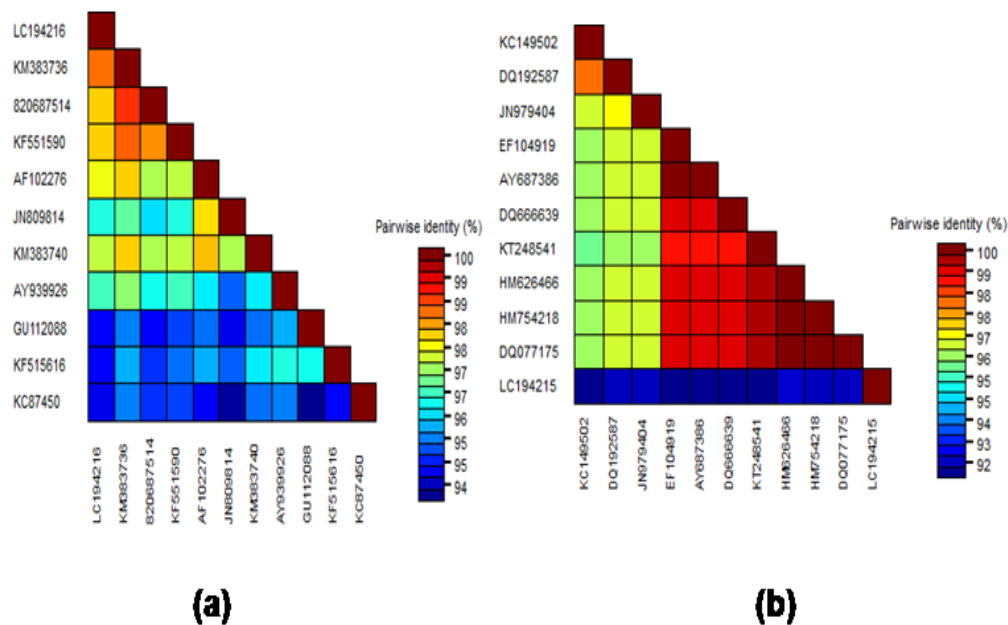 LC194216
KM383736
820687514
KF551590
AF102276
JN809814
KM383740
AY939926
GU112088
KF515616
KC87450
LC194216
KM383736
820687514
KF551590
AF102276
JN809814
KM383740
AY939926
GU112088
KF515616
KC87450
Pairwise identity (%)
100
99
99
98
98
97
97
96
95
95
94
(a)
KC149502
DQ192587
JN979404
EF104919
AY687386
DQ666639
KT248541
HM626466
HM754218
DQ077175
LC194215
KC149502
DQ192587
JN979404
EF104919
AY687386
DQ666639
KT248541
HM626466
HM754218
DQ077175
LC194215
Pairwise identity (%)
100
99
98
98
97
96
95
95
94
93
92
(b)